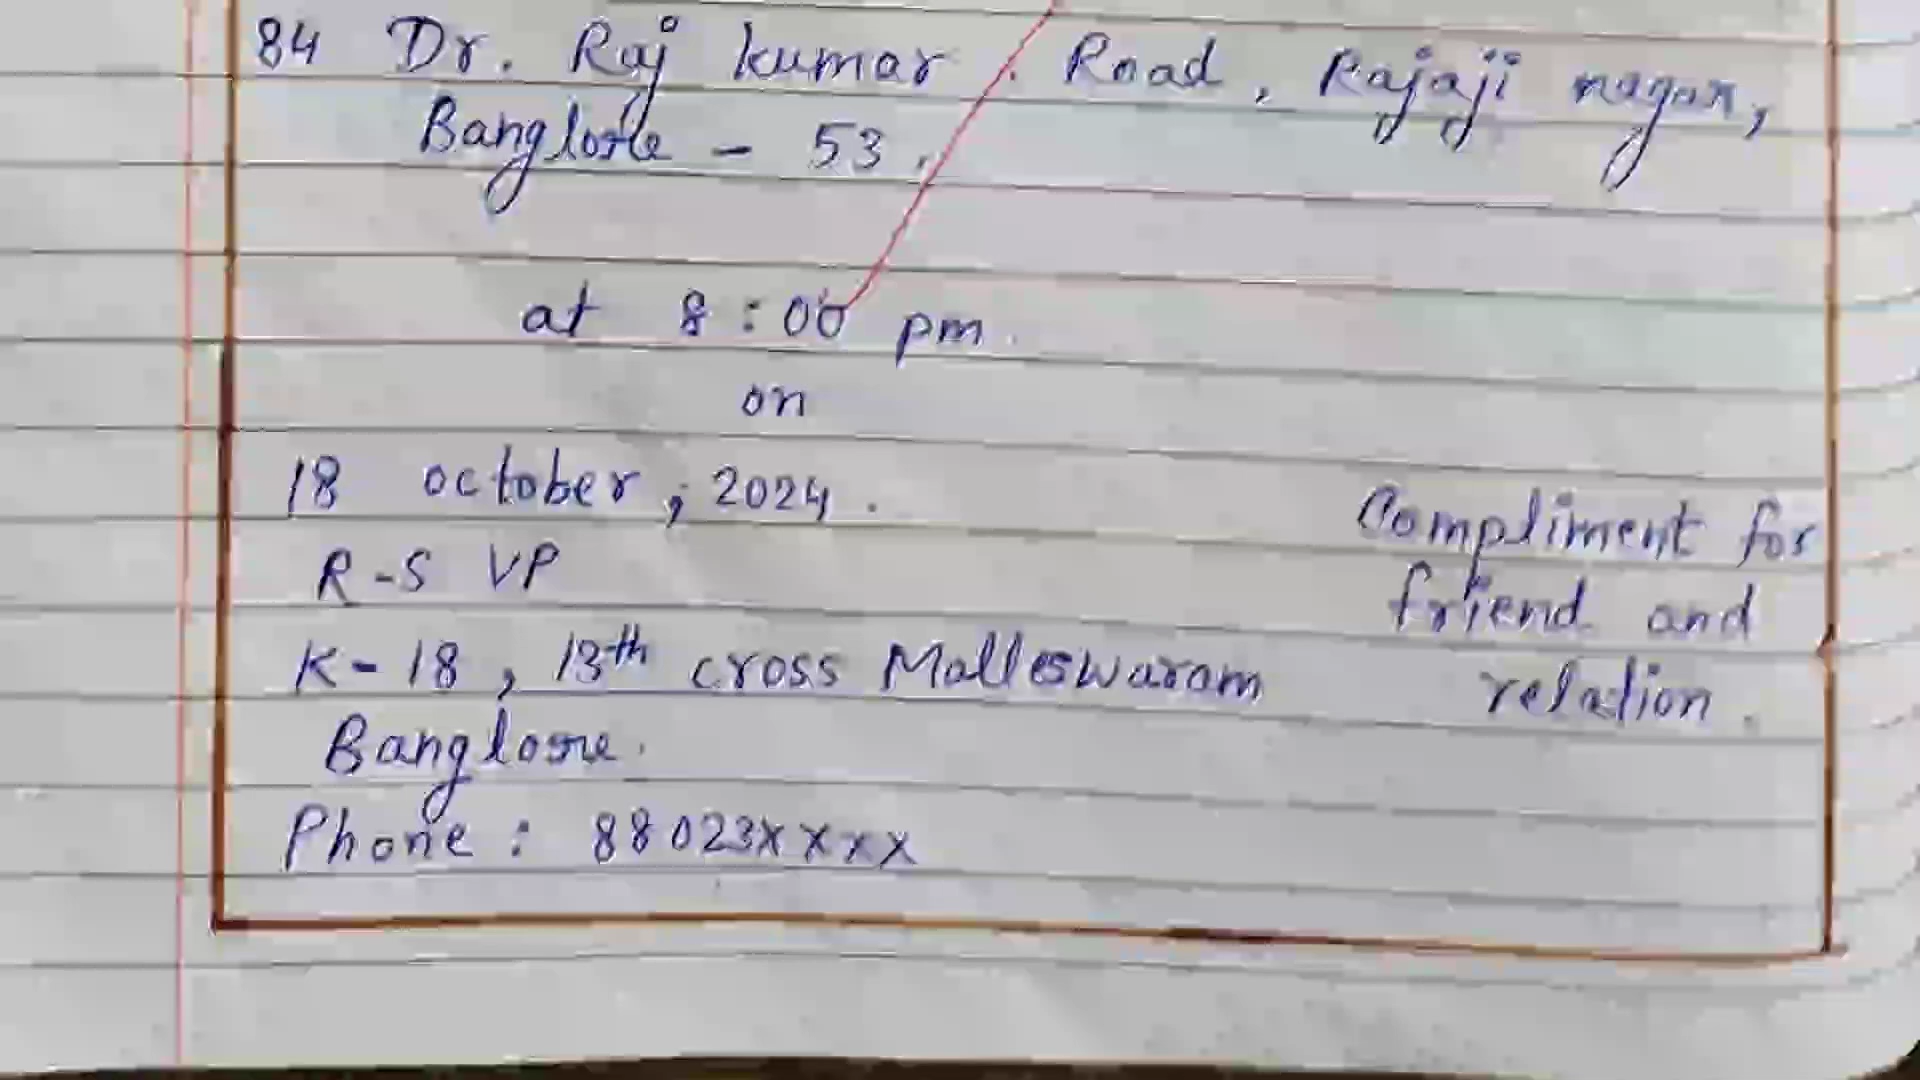 84 Dr. Raj kumar. Road, Rajaji nagar,
Banglore - 53.
at 8:00 pm.
on
18 october, 2024.
R-S VP
K-18, 13th cross Malleswaram
Banglore.
Phone: 88023xxxx
Compliment for
friend and
relation.